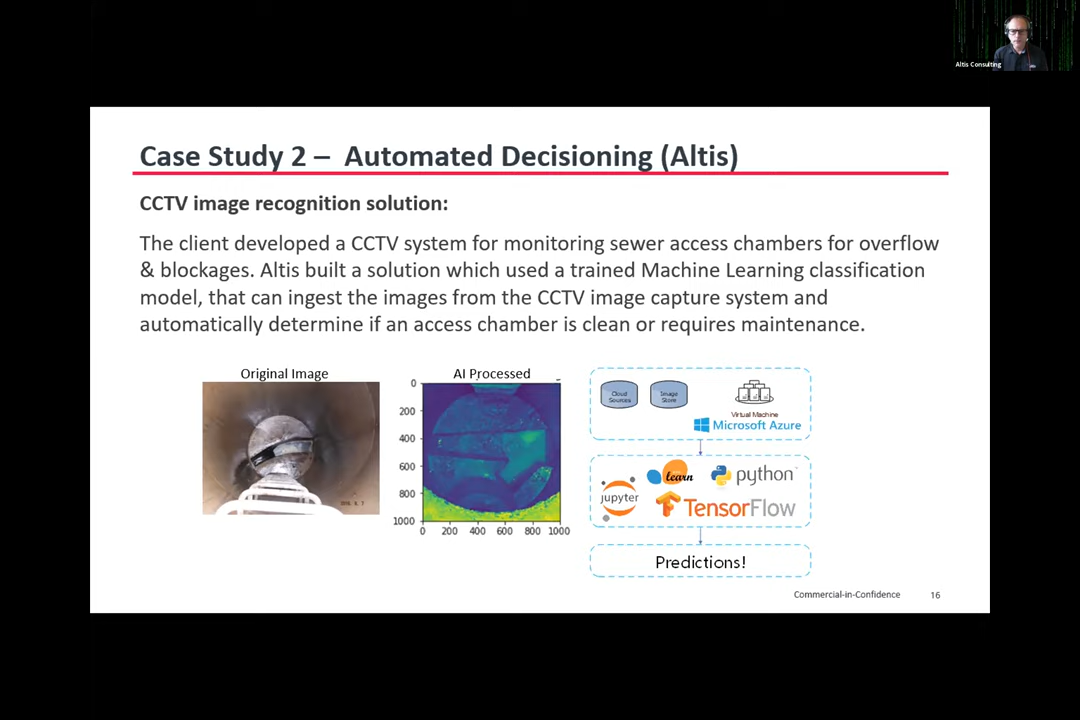 Altis Consulting
Case Study 2 – Automated Decisioning (Altis)
CCTV image recognition solution:
The client developed a CCTV system for monitoring sewer access chambers for overflow
& blockages. Altis built a solution which used a trained Machine Learning classification
model, that can ingest the images from the CCTV image capture system and
automatically determine if an access chamber is clean or requires maintenance.
Original Image
AI Processed
0
200
400
600
800
1000
0 200 400 600 800 1000
Cloud
Sources
Image
Store
Virtual Machine
Microsoft Azure
jupyter
learn
python
TensorFlow
Predictions!
Commercial-in-Confidence 16